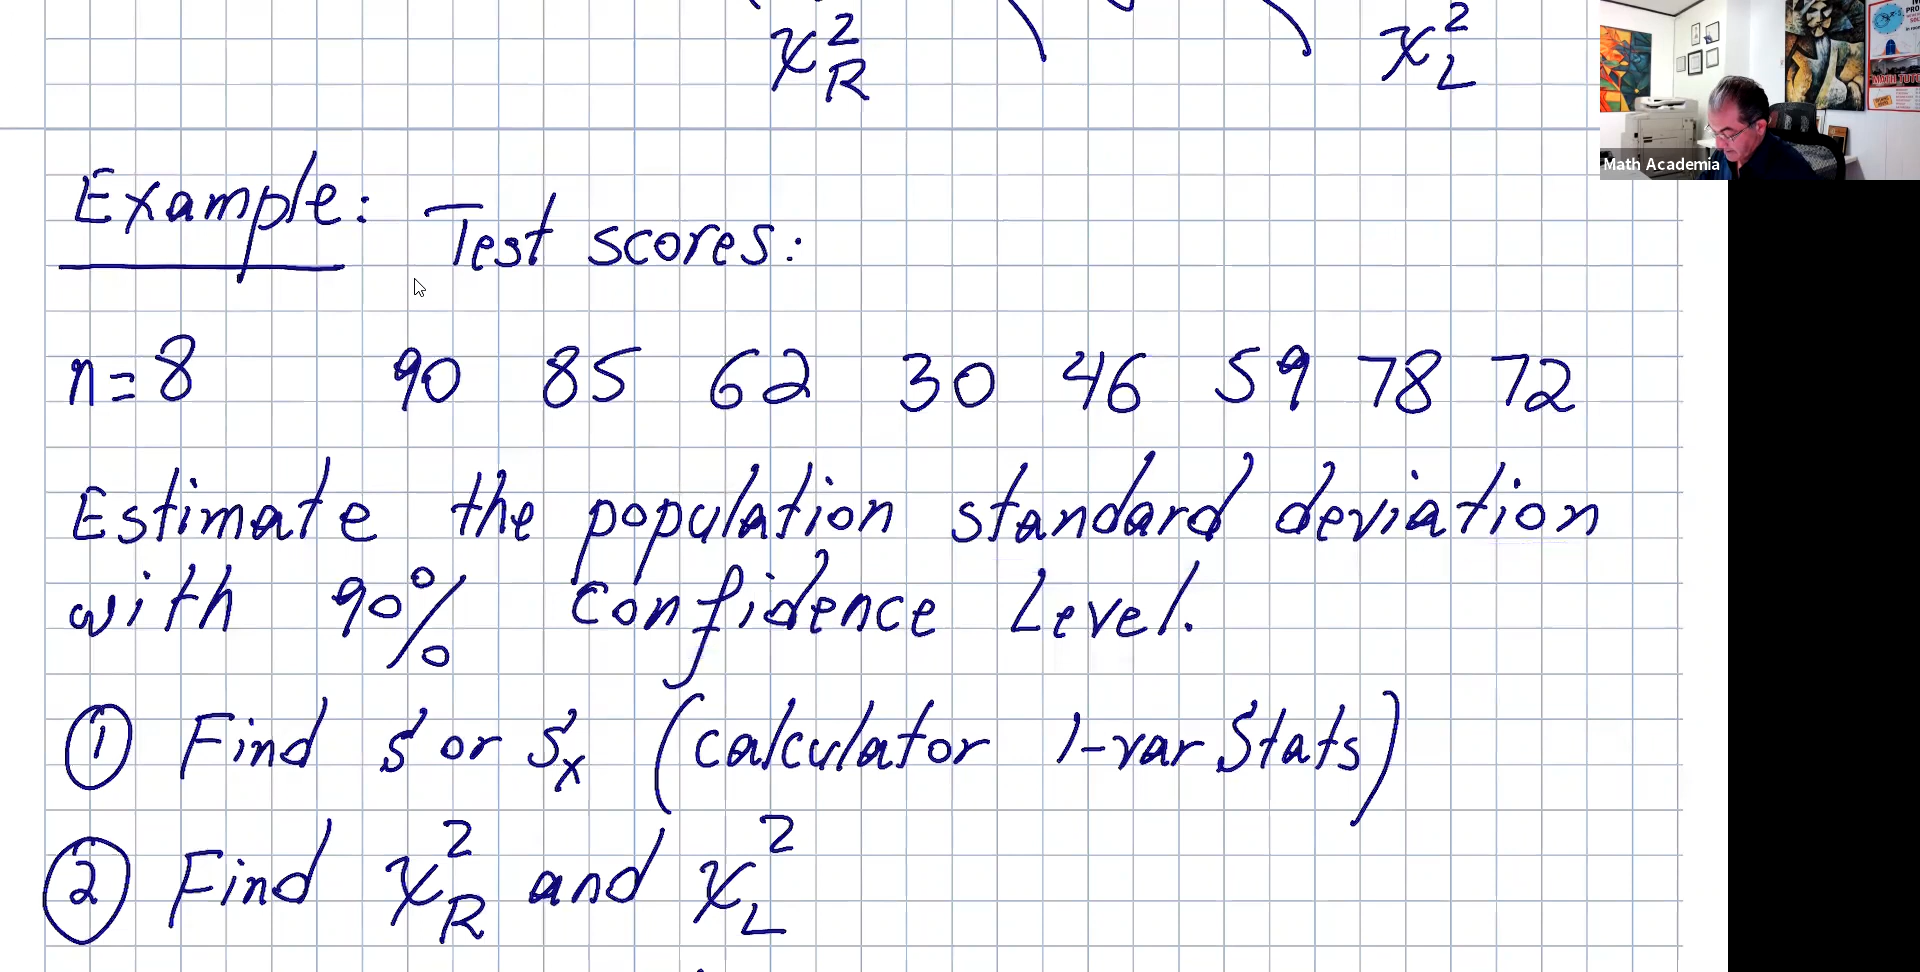 χ²R χ²L
Math Academia
Example: Test scores:
n=8 90 85 62 30 46 59 78 72
Estimate the population standard deviation
with 90% Confidence Level.
① Find s or sx (calculator 1-var Stats)
② Find χ²R and χ²L